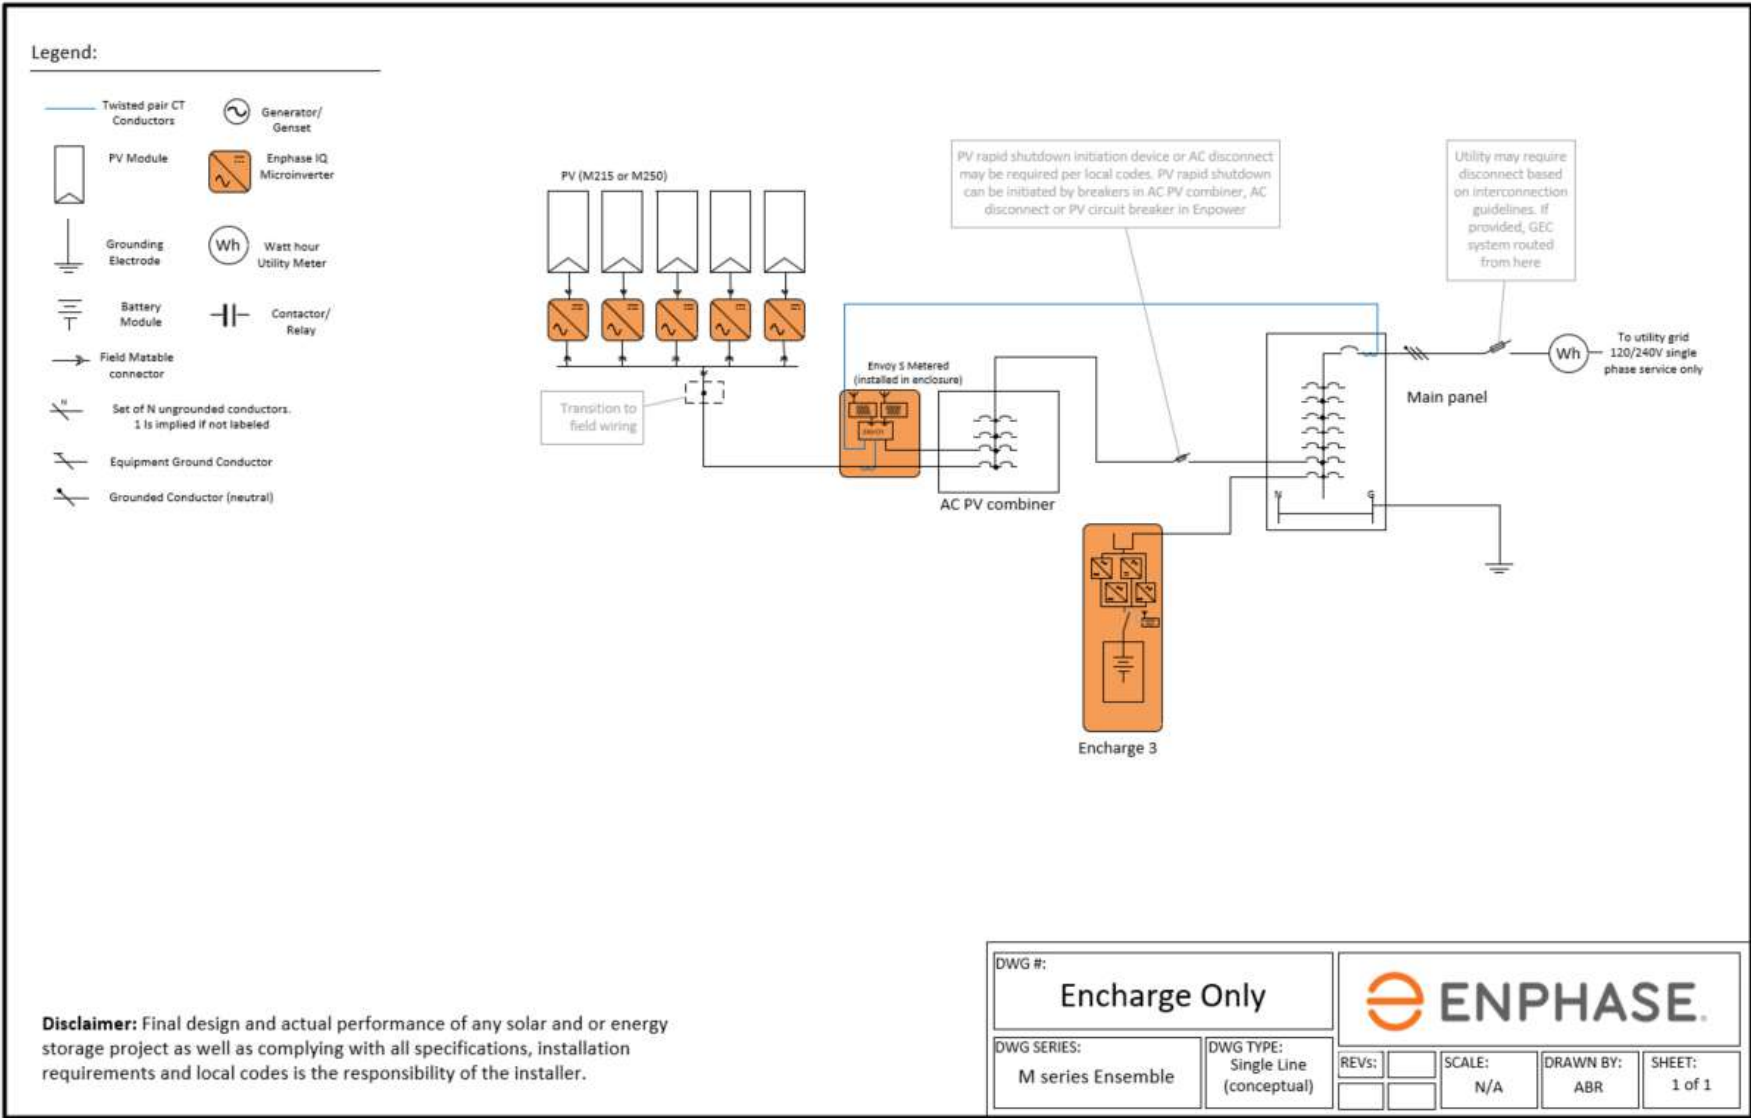 Legend:
Twisted pair CT
Conductors
Generator/
Genset
PV Module
Enphase IQ
Microinverter
Grounding
Electrode
Wh
Watt hour
Utility Meter
Battery
Module
Contactor/
Relay
Field Matable
connector
N
Set of N ungrounded conductors.
1 Is implied if not labeled
Equipment Ground Conductor
Grounded Conductor (neutral)
PV (M215 or M250)
Transition to
field wiring
Envoy S Metered
(installed in enclosure)
AC PV combiner
PV rapid shutdown initiation device or AC disconnect
may be required per local codes. PV rapid shutdown
can be initiated by breakers in AC PV combiner, AC
disconnect or PV circuit breaker in Enpower
Utility may require
disconnect based
on interconnection
guidelines. If
provided, GEC
system routed
from here
Wh
To utility grid
120/240V single
phase service only
Main panel
N
G
Encharge 3
Disclaimer: Final design and actual performance of any solar and or energy
storage project as well as complying with all specifications, installation
requirements and local codes is the responsibility of the installer.
DWG #:
Encharge Only
ENPHASE.
DWG SERIES:
M series Ensemble
DWG TYPE:
Single Line
(conceptual)
REVs:
SCALE:
N/A
DRAWN BY:
ABR
SHEET:
1 of 1